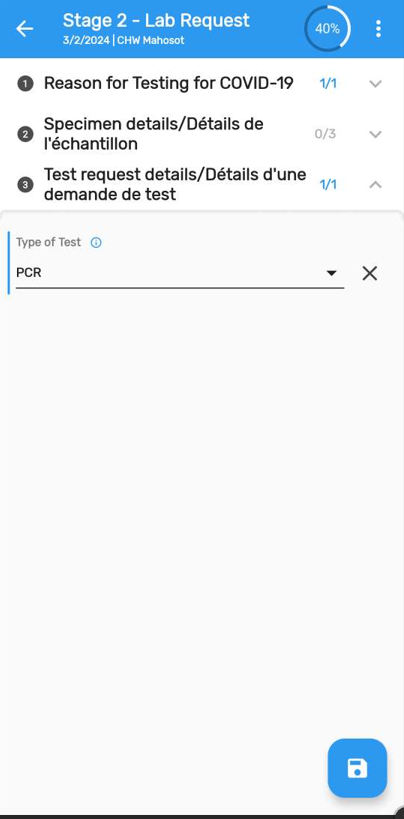 Stage 2 - Lab Request
3/2/2024 | CHW Mahosot
40%
1 Reason for Testing for COVID-19 1/1
2 Specimen details/Détails de
l'échantillon 0/3
3 Test request details/Détails d'une
demande de test 1/1
Type of Test
PCR